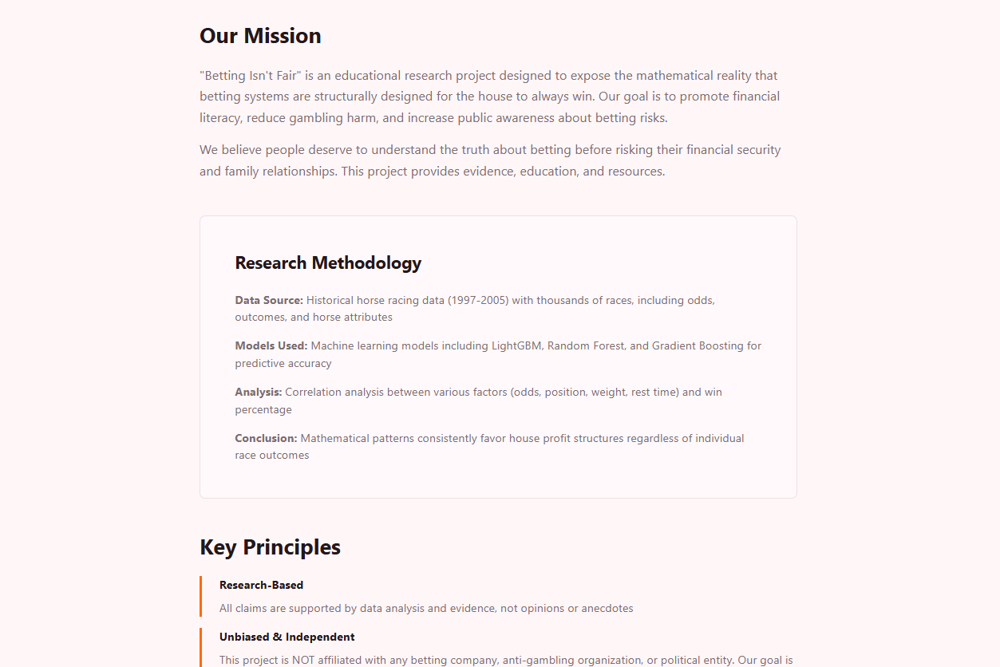 Our Mission
"Betting Isn't Fair" is an educational research project designed to expose the mathematical reality that
betting systems are structurally designed for the house to always win. Our goal is to promote financial
literacy, reduce gambling harm, and increase public awareness about betting risks.
We believe people deserve to understand the truth about betting before risking their financial security
and family relationships. This project provides evidence, education, and resources.
Research Methodology
Data Source: Historical horse racing data (1997-2005) with thousands of races, including odds,
outcomes, and horse attributes
Models Used: Machine learning models including LightGBM, Random Forest, and Gradient Boosting for
predictive accuracy
Analysis: Correlation analysis between various factors (odds, position, weight, rest time) and win
percentage
Conclusion: Mathematical patterns consistently favor house profit structures regardless of individual
race outcomes
Key Principles
Research-Based
All claims are supported by data analysis and evidence, not opinions or anecdotes
Unbiased & Independent
This project is NOT affiliated with any betting company, anti-gambling organization, or political entity. Our goal is